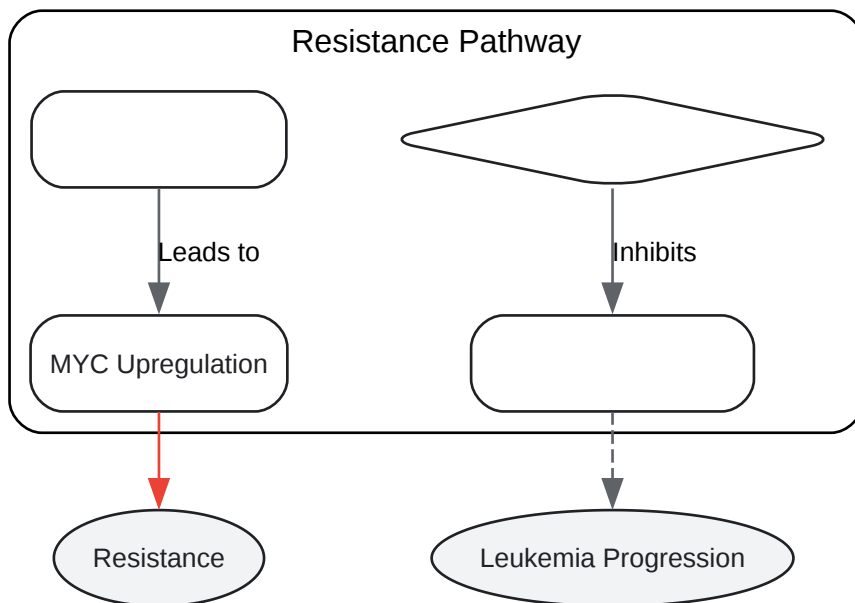 Resistance Pathway
Leads to
Inhibits
MYC Upregulation
Resistance
Leukemia Progression